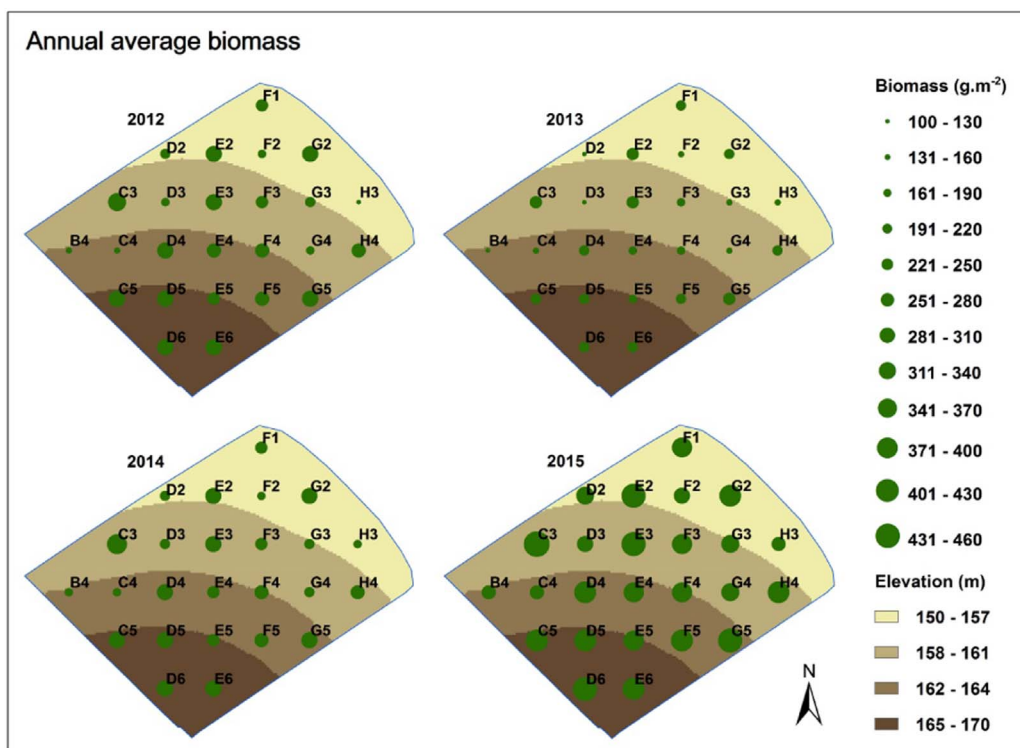 Annual average biomass
2012
F1
D2 E2 F2 G2
C3 D3 E3 F3 G3 H3
B4 C4 D4 E4 F4 G4 H4
C5 D5 E5 F5 G5
D6 E6
2013
F1
D2 E2 F2 G2
C3 D3 E3 F3 G3 H3
B4 C4 D4 E4 F4 G4 H4
C5 D5 E5 F5 G5
D6 E6
2014
F1
D2 E2 F2 G2
C3 D3 E3 F3 G3 H3
B4 C4 D4 E4 F4 G4 H4
C5 D5 E5 F5 G5
D6 E6
2015
F1
D2 E2 F2 G2
C3 D3 E3 F3 G3 H3
B4 C4 D4 E4 F4 G4 H4
C5 D5 E5 F5 G5
D6 E6
Biomass (g.m⁻²)
100 - 130
131 - 160
161 - 190
191 - 220
221 - 250
251 - 280
281 - 310
311 - 340
341 - 370
371 - 400
401 - 430
431 - 460
Elevation (m)
150 - 157
158 - 161
162 - 164
165 - 170
N